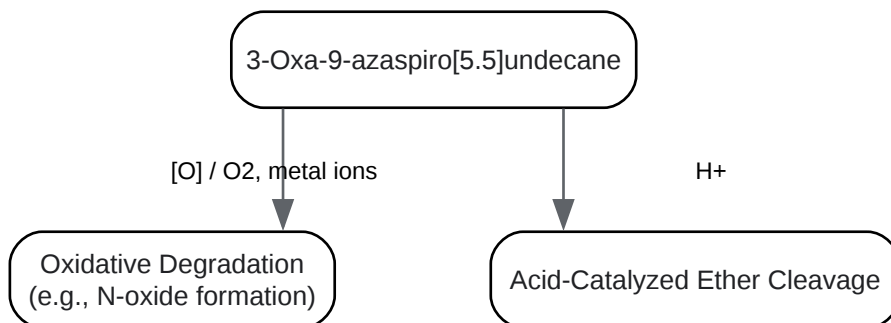 3-Oxa-9-azaspiro[5.5]undecane
[O] / O2, metal ions
H+
Oxidative Degradation
(e.g., N-oxide formation)
Acid-Catalyzed Ether Cleavage